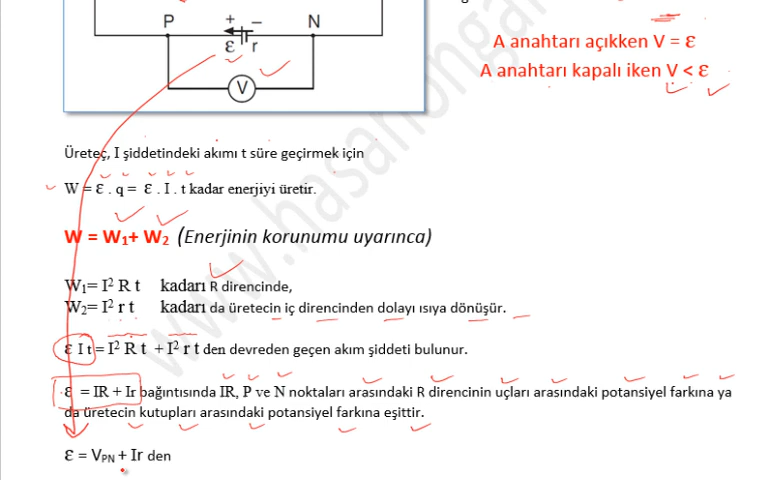 P + − N
ε r
V
A anahtarı açıkken V = ε
A anahtarı kapalı iken V < ε
Üreteç, I şiddetindeki akımı t süre geçirmek için
W = ε . q = ε . I . t kadar enerjiyi üretir.
W = W₁+ W₂ (Enerjinin korunumu uyarınca)
W₁= I² R t kadarı R direncinde,
W₂= I² r t kadarı da üretecin iç direncinden dolayı ısıya dönüşür.
ε I t = I² R t + I² r t den devreden geçen akım şiddeti bulunur.
ε = IR + Ir bağıntısında IR, P ve N noktaları arasındaki R direncinin uçları arasındaki potansiyel farkına ya
da üretecin kutupları arasındaki potansiyel farkına eşittir.
ε = VPN + Ir den